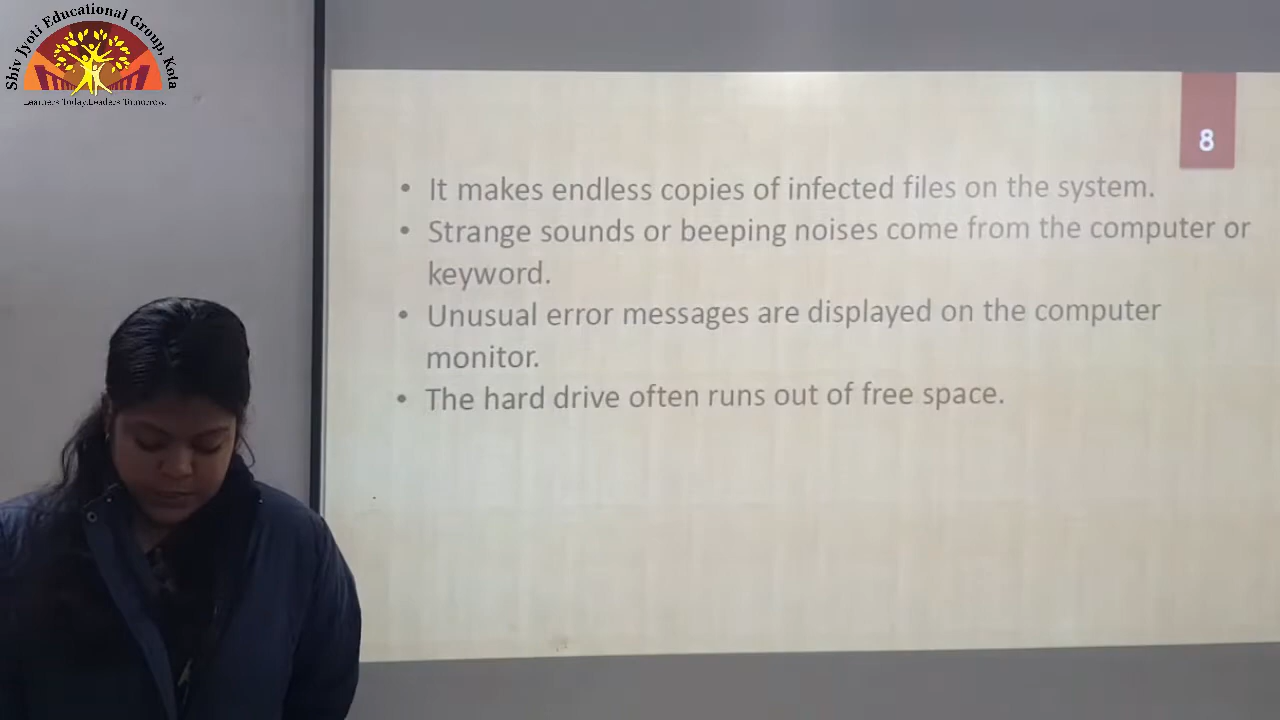 Shiv Jyoti Educational Group, Kota
Learners Today.Leaders Tomorrow.
8
• It makes endless copies of infected files on the system.
• Strange sounds or beeping noises come from the computer or
keyword.
• Unusual error messages are displayed on the computer
monitor.
• The hard drive often runs out of free space.